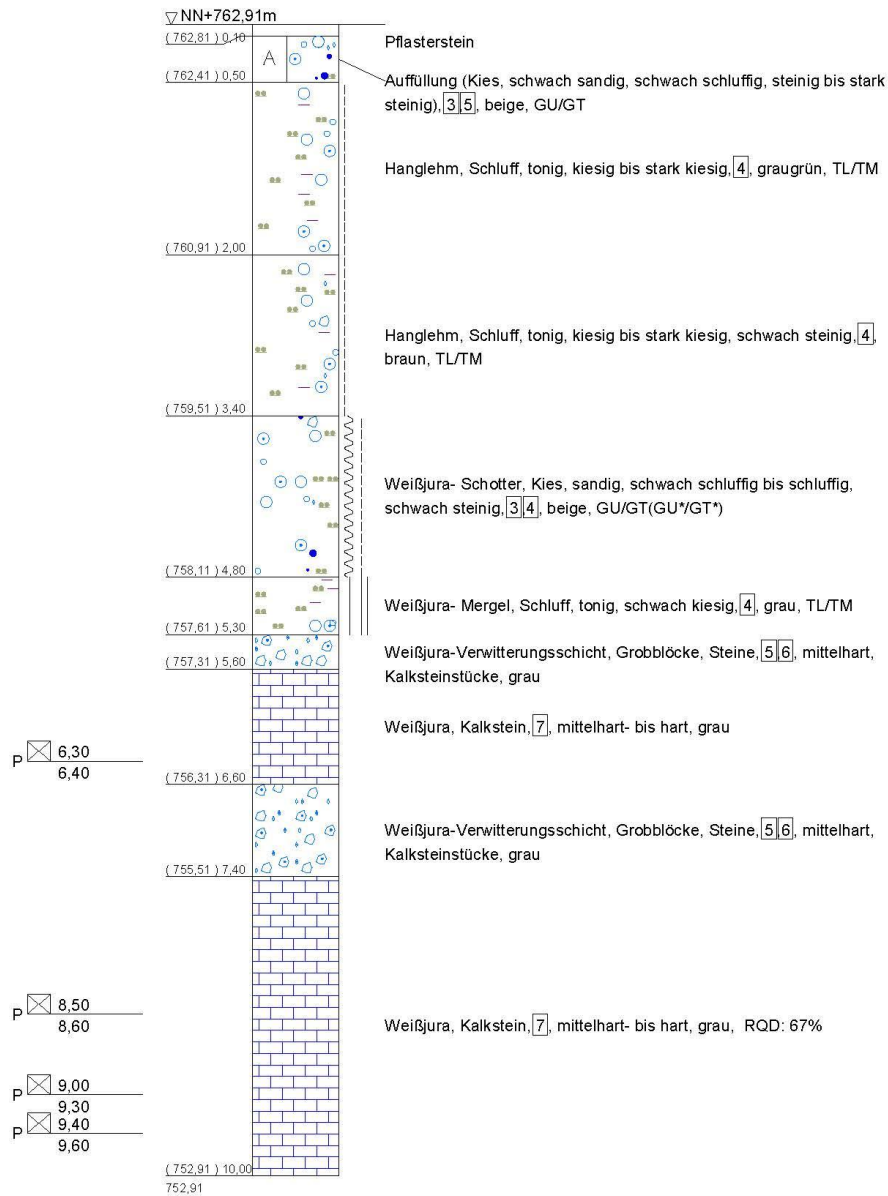 NN+762,91m
( 762,81 ) 0,10
Pflasterstein
A
( 762,41 ) 0,50
Auffüllung (Kies, schwach sandig, schwach schluffig, steinig bis stark
steinig), 3 5, beige, GU/GT
Hanglehm, Schluff, tonig, kiesig bis stark kiesig, 4, graugrün, TL/TM
( 760,91 ) 2,00
Hanglehm, Schluff, tonig, kiesig bis stark kiesig, schwach steinig, 4,
braun, TL/TM
( 759,51 ) 3,40
Weißjura- Schotter, Kies, sandig, schwach schluffig bis schluffig,
schwach steinig, 3 4, beige, GU/GT(GU*/GT*)
( 758,11 ) 4,80
Weißjura- Mergel, Schluff, tonig, schwach kiesig, 4, grau, TL/TM
( 757,61 ) 5,30
Weißjura-Verwitterungsschicht, Grobblöcke, Steine, 5 6, mittelhart,
Kalksteinstücke, grau
( 757,31 ) 5,60
Weißjura, Kalkstein, 7, mittelhart- bis hart, grau
P 6,30
6,40
( 756,31 ) 6,60
Weißjura-Verwitterungsschicht, Grobblöcke, Steine, 5 6, mittelhart,
Kalksteinstücke, grau
( 755,51 ) 7,40
P 8,50
8,60
Weißjura, Kalkstein, 7, mittelhart- bis hart, grau, RQD: 67%
P 9,00
9,30
P 9,40
9,60
( 752,91 ) 10,00
752,91